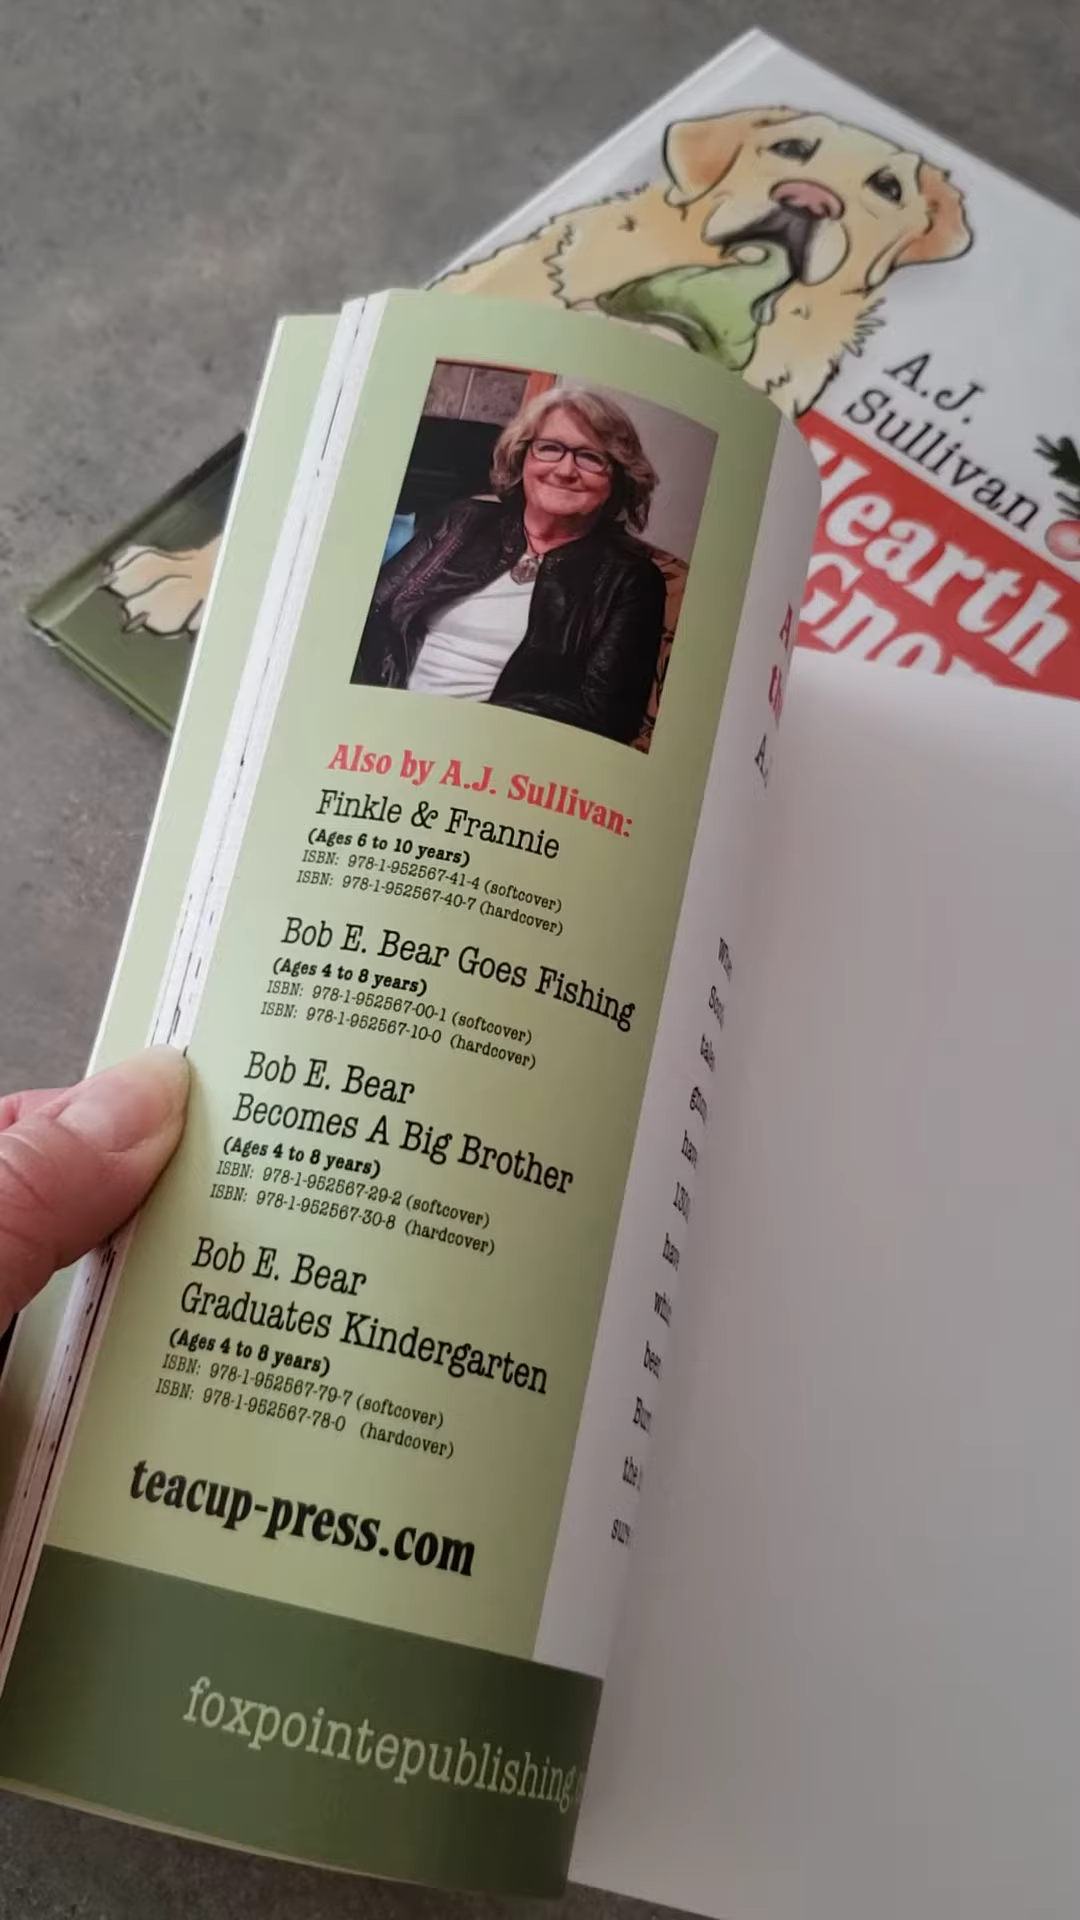 A.J.
Sullivan
Hearth
Also by A.J. Sullivan:
Finkle & Frannie
(Ages 6 to 10 years)
ISBN: 978-1-952567-41-4 (softcover)
ISBN: 978-1-952567-40-7 (hardcover)
Bob E. Bear Goes Fishing
(Ages 4 to 8 years)
ISBN: 978-1-952567-00-1 (softcover)
ISBN: 978-1-952567-10-0 (hardcover)
Bob E. Bear
Becomes A Big Brother
(Ages 4 to 8 years)
ISBN: 978-1-952567-29-2 (softcover)
ISBN: 978-1-952567-30-8 (hardcover)
Bob E. Bear
Graduates Kindergarten
(Ages 4 to 8 years)
ISBN: 978-1-952567-79-7 (softcover)
ISBN: 978-1-952567-78-0 (hardcover)
teacup-press.com
foxpointepublishing